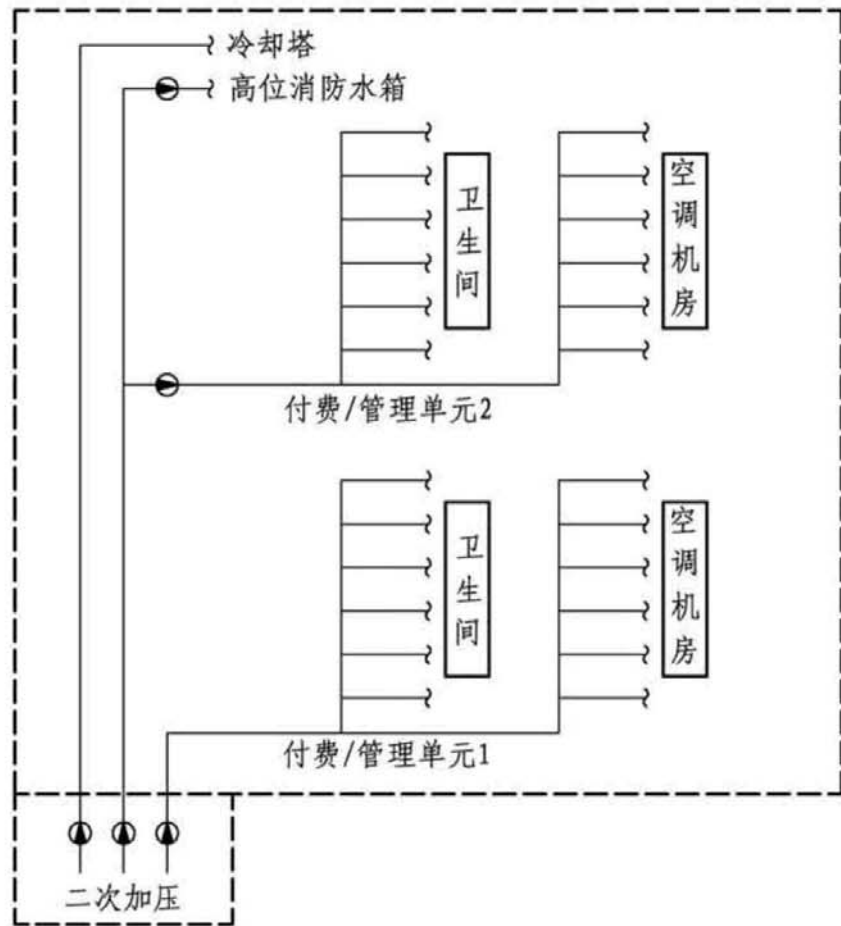 冷却塔
高位消防水箱
卫生间
空调机房
付费/管理单元2
卫生间
空调机房
付费/管理单元1
二次加压